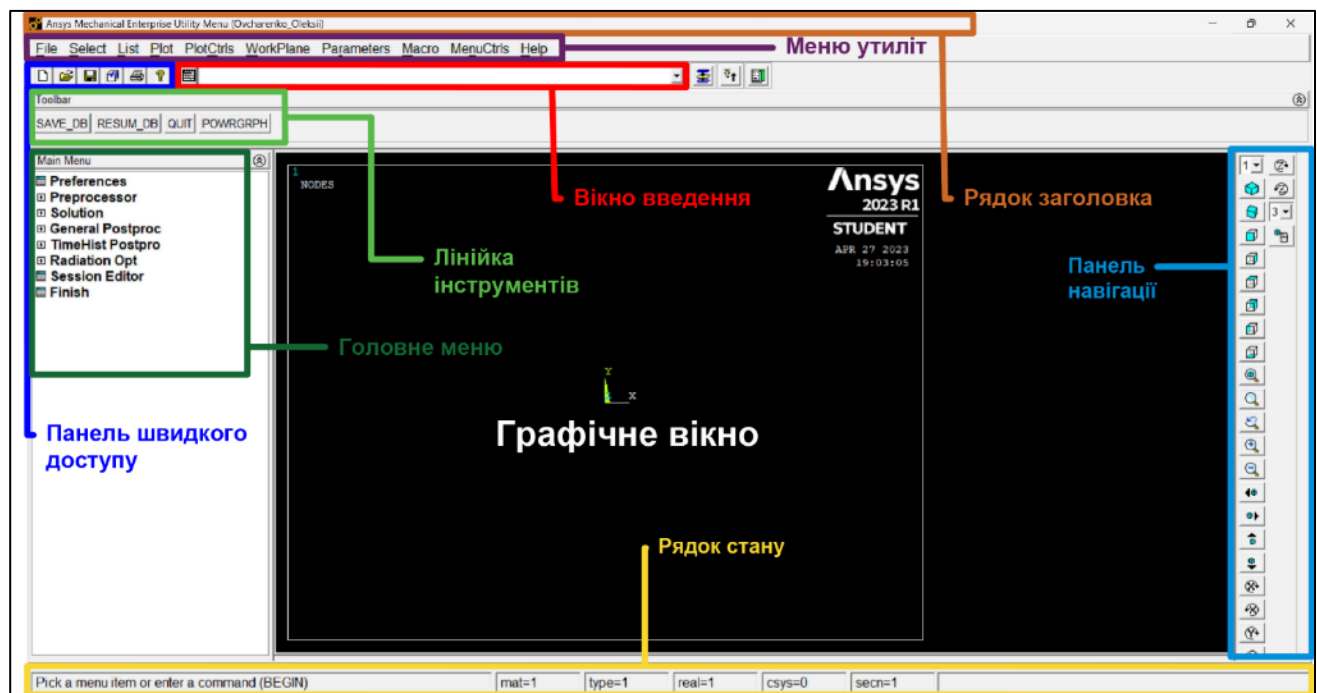 Ansys Mechanical Enterprise Utility Menu (Ovcharenko_Oleksii)
File Select List Plot PlotCtrls WorkPlane Parameters Macro MenuCtrls Help
Меню утиліт
Toolbar
SAVE_DB RESUM_DB QUIT POWRGRPH
Main Menu
Preferences
Preprocessor
Solution
General Postproc
TimeHist Postpro
Radiation Opt
Session Editor
Finish
1
NODES
Ansys
2023 R1
STUDENT
APR 27 2023
19:03:05
1
3
Вікно введення
Рядок заголовка
Лінійка
інструментів
Панель
навігації
Головне меню
Y
X
Графічне вікно
Панель швидкого
доступу
Рядок стану
Pick a menu item or enter a command (BEGIN) mat=1 type=1 real=1 csys=0 secn=1